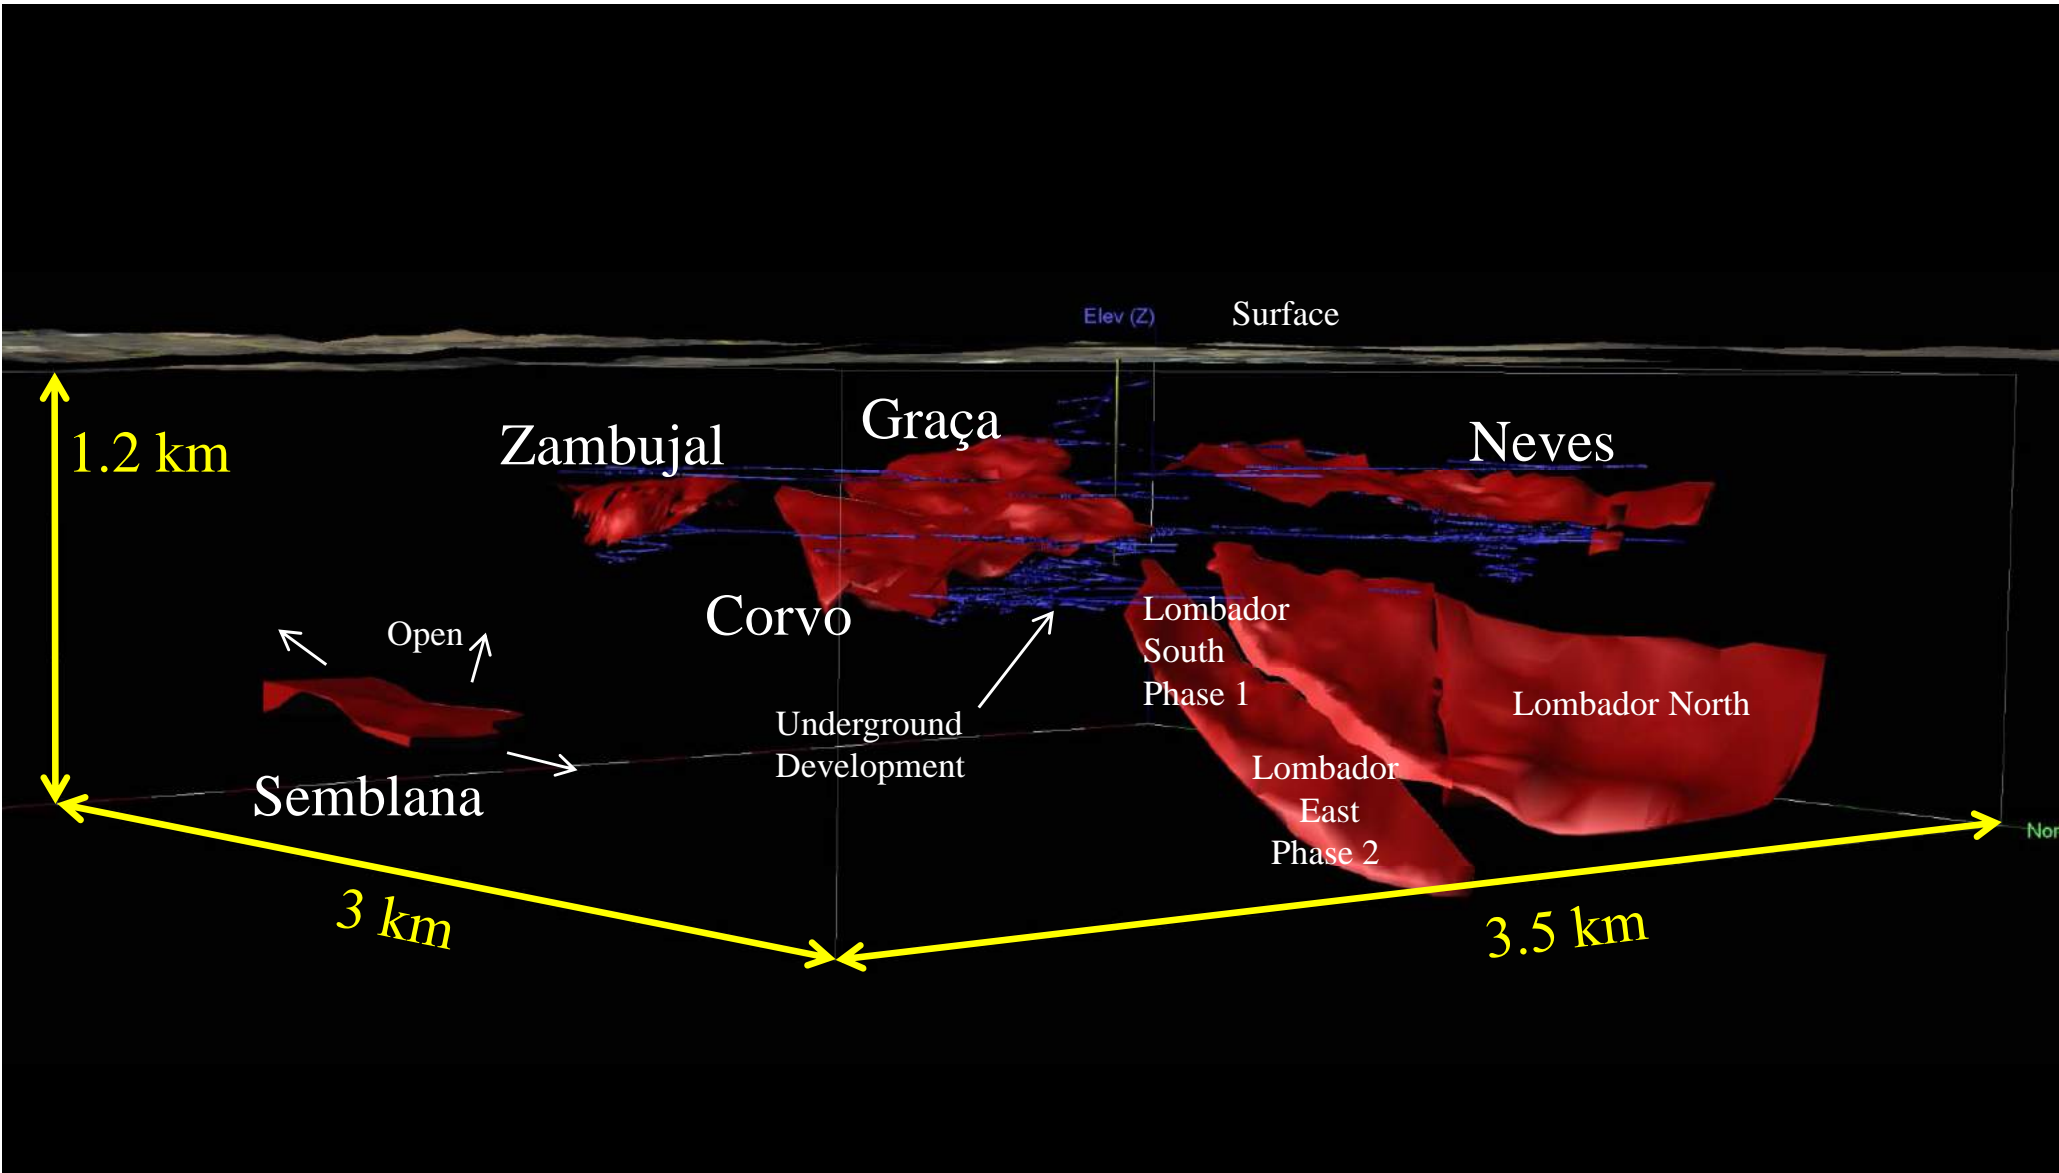 Elev (Z)
Surface
Graça
Zambujal
Neves
1.2 km
Corvo
Open
Lombador
South
Phase 1
Lombador North
Underground
Development
Semblana
Lombador
East
Phase 2
3 km
3.5 km
Nor